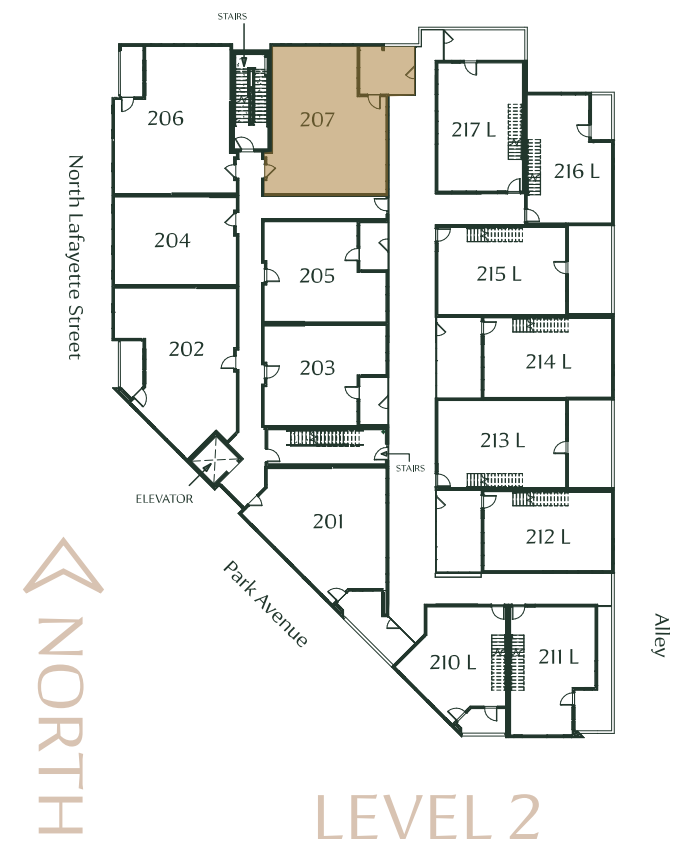 STAIRS
206
207
217 L
216 L
North Lafayette Street
204
205
215 L
202
203
214 L
213 L
STAIRS
ELEVATOR
201
212 L
Park Avenue
210 L
211 L
Alley
NORTH
LEVEL 2